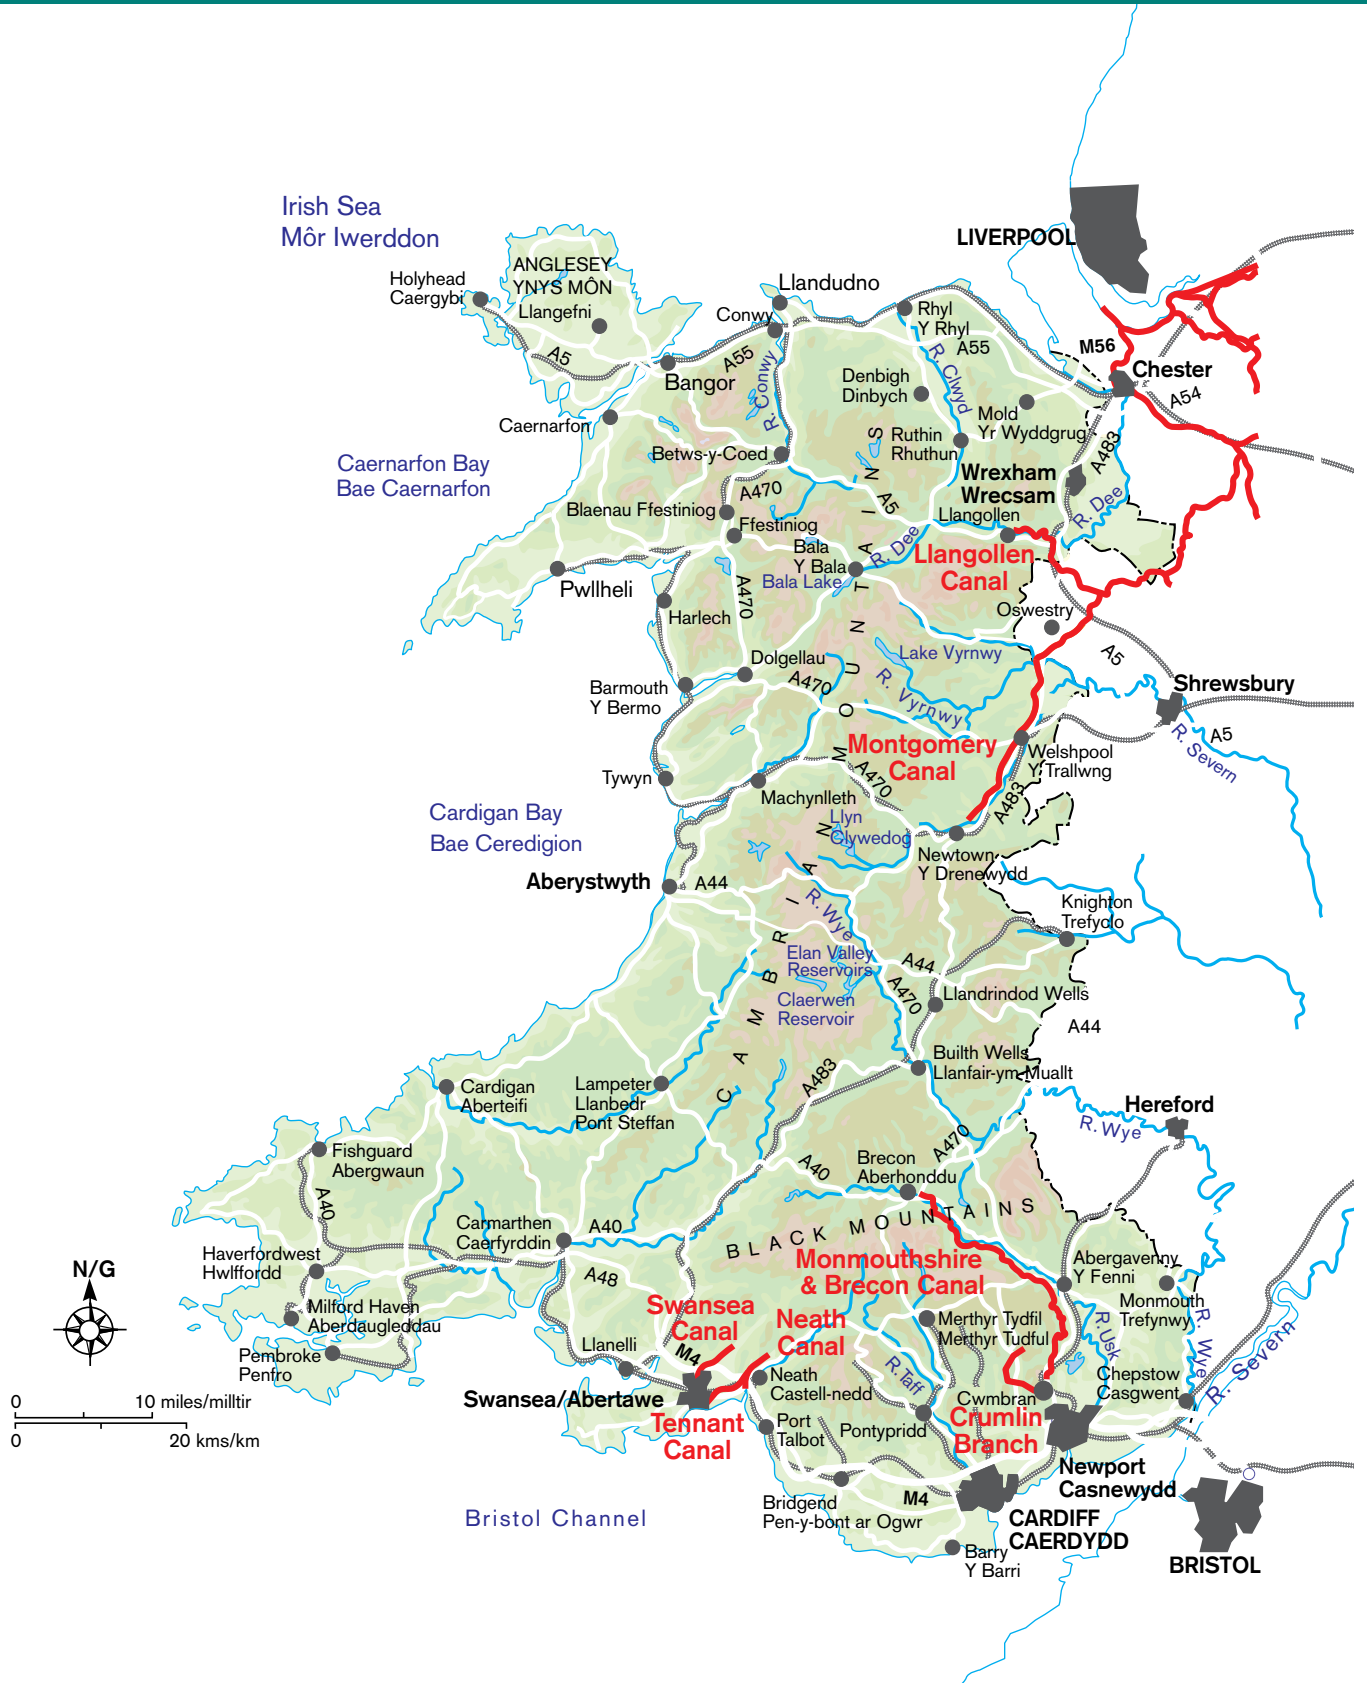 Irish Sea
Môr Iwerddon
LIVERPOOL
Holyhead
Caergybi
ANGLESEY
YNYS MÔN
Llangefni
A5
Llandudno
Conwy
A55
Bangor
R. Conwy
Rhyl
Y Rhyl
A55
R. Clwyd
M56
Chester
A54
Denbigh
Dinbych
Mold
Yr Wyddgrug
Caernarfon
Ruthin
Rhuthun
A483
Betws-y-Coed
Caernarfon Bay
Bae Caernarfon
Wrexham
Wrecsam
A470
A5
R. Dee
Blaenau Ffestiniog
Ffestiniog
Llangollen
Bala
Y Bala
R. Dee
Llangollen
Canal
Bala Lake
Pwllheli
A470
Harlech
Oswestry
A5
Dolgellau
Lake Vyrnwy
A470
R. Vyrnwy
Barmouth
Y Bermo
Shrewsbury
R. Severn
A5
Montgomery
Canal
Welshpool
Y Trallwng
Tywyn
Machynlleth
A470
A483
Cardigan Bay
Bae Ceredigion
Llyn
Clywedog
Newtown
Y Drenewydd
Aberystwyth
A44
R. Wye
Knighton
Trefyclo
CAMBRIAN MOUNTAINS
Elan Valley
Reservoirs
A44
A470
Claerwen
Reservoir
Llandrindod Wells
A44
Builth Wells
Llanfair-ym-Muallt
A483
Cardigan
Aberteifi
Lampeter
Llanbedr
Pont Steffan
Hereford
R. Wye
A470
Fishguard
Abergwaun
A40
Brecon
Aberhonddu
A40
BLACK MOUNTAINS
Carmarthen
Caerfyrddin
A40
Haverfordwest
Hwlffordd
A48
Monmouthshire
& Brecon Canal
Abergavenny
Y Fenni
N/G
Milford Haven
Aberdaugleddau
Swansea
Canal
Neath
Canal
Merthyr Tydfil
Merthyr Tudful
Monmouth
Trefynwy
R. Usk
R. Wye
R. Severn
Pembroke
Penfro
Llanelli
M4
R. Taff
Neath
Castell-nedd
Chepstow
Casgwent
0 10 miles/milltir
0 20 kms/km
Swansea/Abertawe
Cwmbran
Tennant
Canal
Port
Talbot
Pontypridd
Crumlin
Branch
Newport
Casnewydd
Bridgend
Pen-y-bont ar Ogwr
M4
Bristol Channel
CARDIFF
CAERDYDD
Barry
Y Barri
BRISTOL